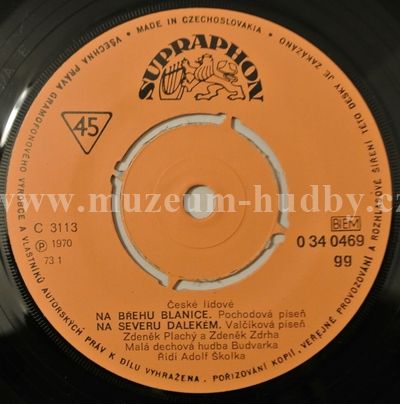 VŠECHNA PRÁVA GRAMOFONOVÉHO VÝROBCE A VLASTNÍKŮ AUTORSKÝCH PRÁV K DÍLU VYHRAŽENA. POŘIZOVÁNÍ KOPIÍ, VEŘEJNÉ PROVOZOVÁNÍ A ROZHLASOVÉ ŠÍŘENÍ TÉTO DESKY JE ZAKÁZÁNO • MADE IN CZECHOSLOVAKIA •
SUPRAPHON
45
www.muzeum-hudby.cz
C 3113
BIEM
Ⓟ 1970
0 34 0469
73 1
gg
České lidové
NA BŘEHU BLANICE. Pochodová píseň
NA SEVERU DALEKÉM. Valčíková píseň
Zdeněk Plachý a Zdeněk Zdrha
Malá dechová hudba Budvarka
Řídí Adolf Školka